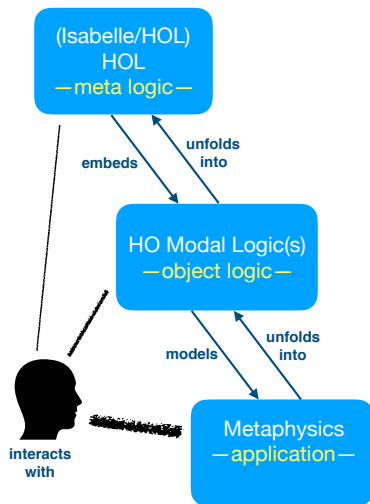 (Isabelle/HOL)
HOL
—meta logic—
embeds
unfolds
into
HO Modal Logic(s)
—object logic—
models
unfolds
into
Metaphysics
—application—
interacts
with